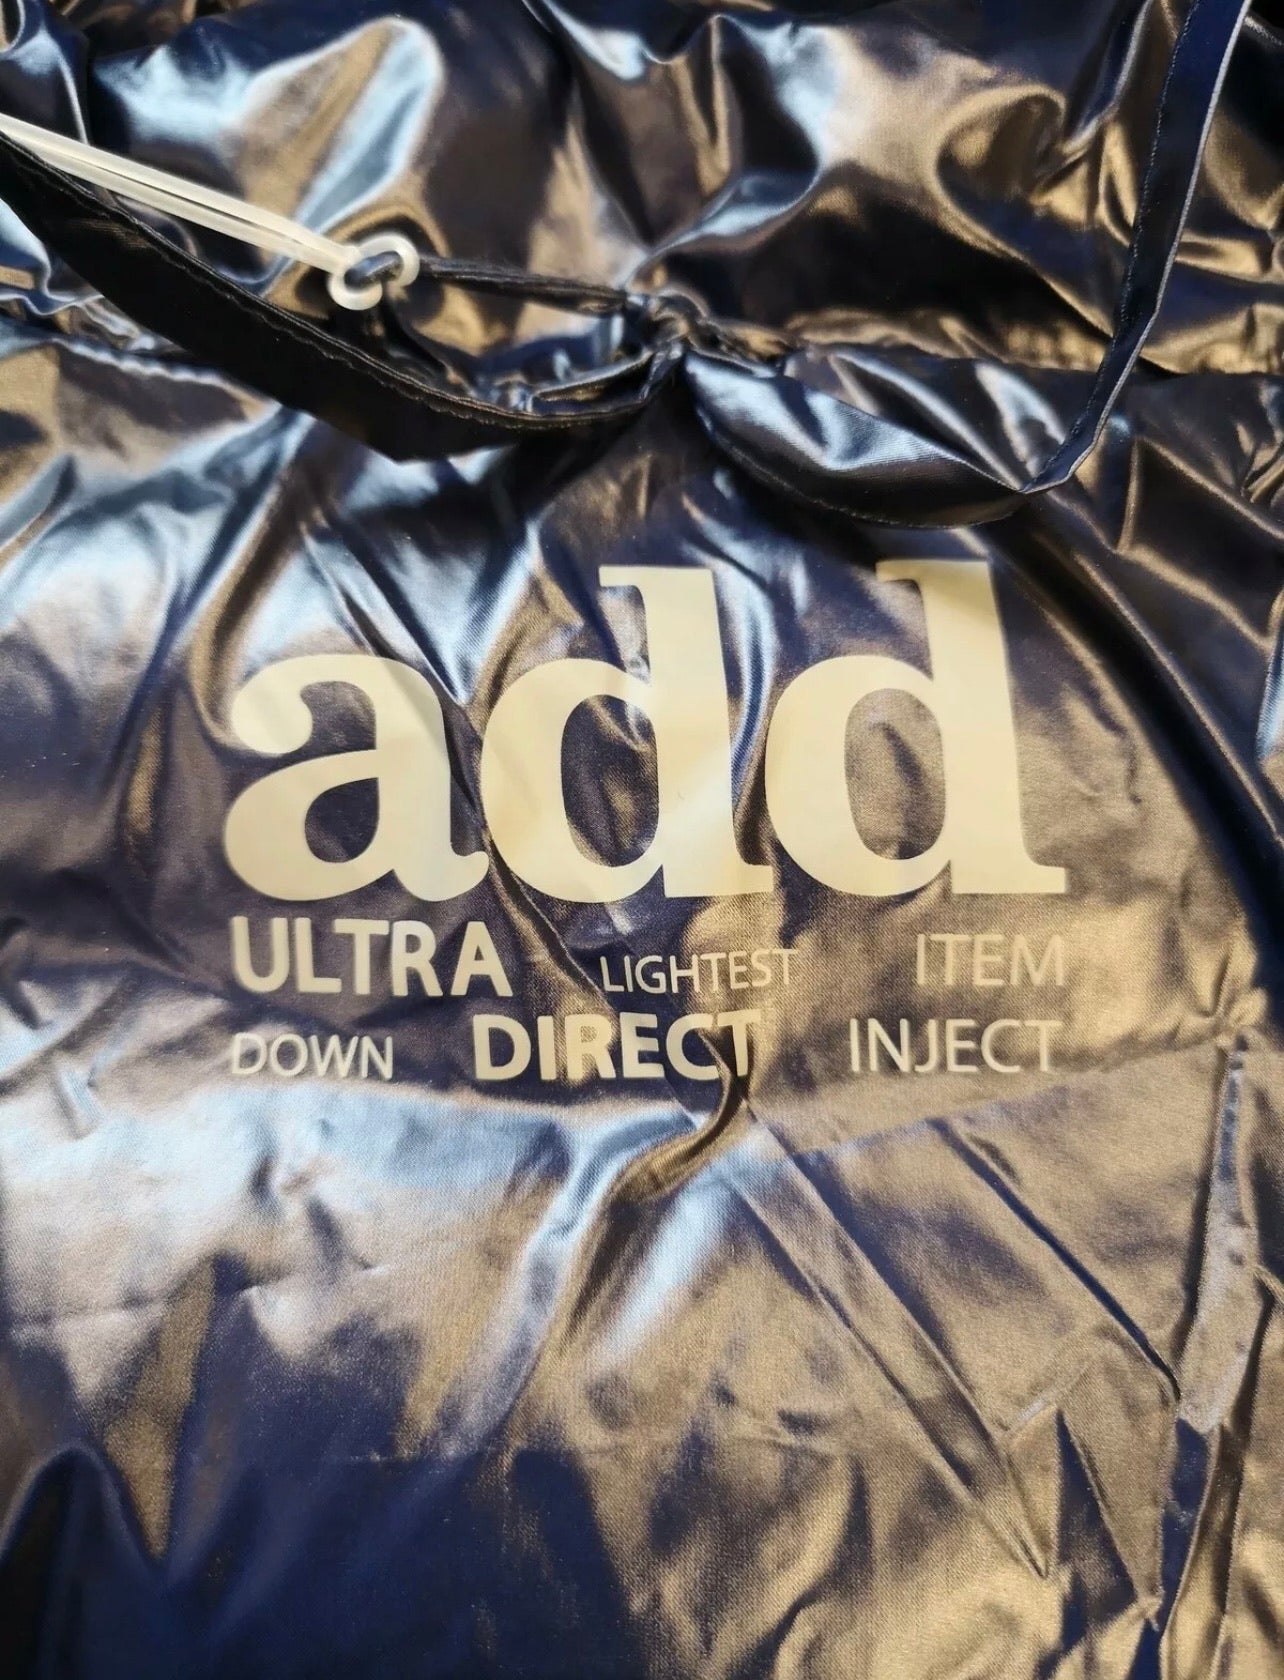 add
ULTRA LIGHTEST ITEM
DOWN DIRECT INJECT